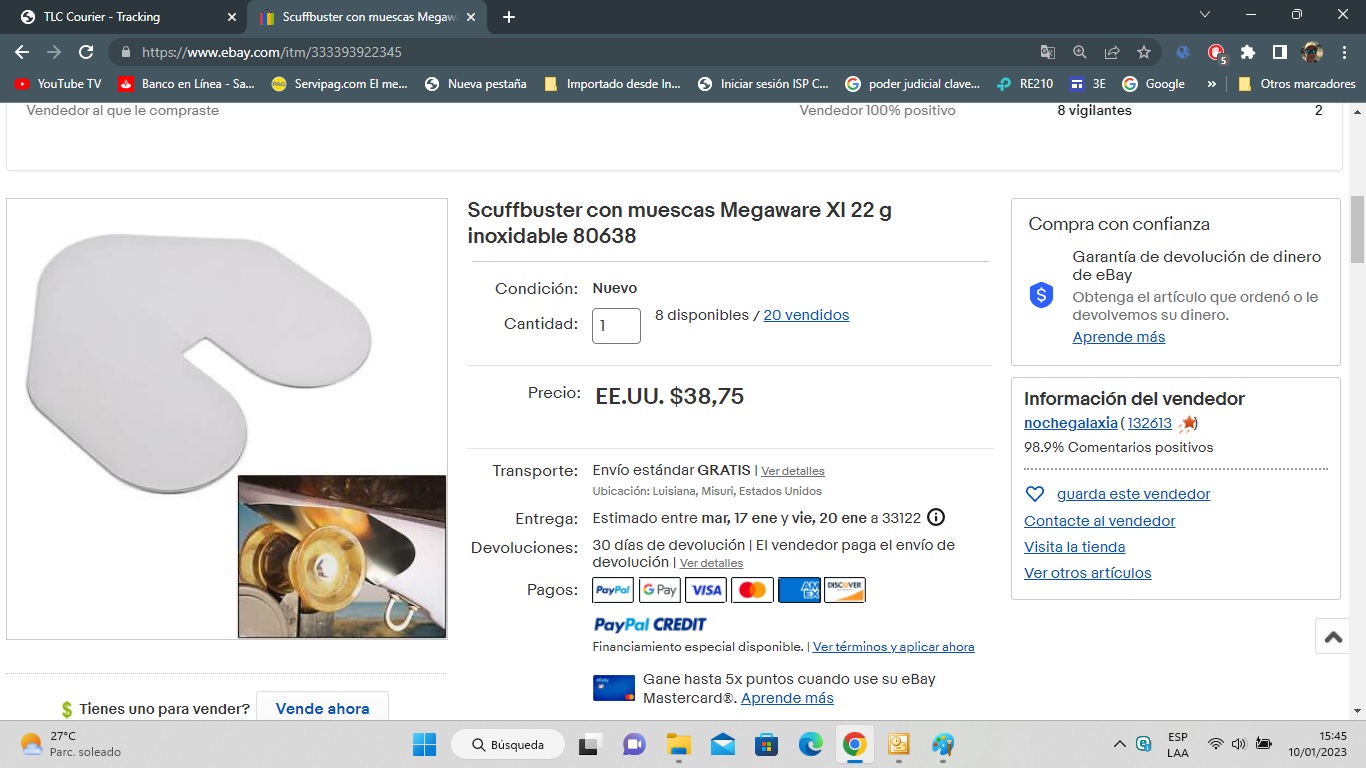 TLC Courier - Tracking
Scuffbuster con muescas Megawa
https://www.ebay.com/itm/333393922345
5
YouTube TV
Banco en Línea - Sa...
PAG
Servipag.com El me...
Nueva pestaña
Importado desde In...
Iniciar sesión ISP C...
poder judicial clave...
RE210
3E
Google
»
Otros marcadores
Vendedor al que le compraste
Vendedor 100% positivo
8 vigilantes
2
Scuffbuster con muescas Megaware Xl 22 g
inoxidable 80638
Condición: Nuevo
Cantidad: 1 8 disponibles / 20 vendidos
Precio: EE.UU. $38,75
Transporte: Envío estándar GRATIS | Ver detalles
Ubicación: Luisiana, Misuri, Estados Unidos
Entrega: Estimado entre mar, 17 ene y vie, 20 ene a 33122
Devoluciones: 30 días de devolución | El vendedor paga el envío de
devolución | Ver detalles
Pagos: PayPal G Pay VISA AM EX DISCOVER
PayPal CREDIT
Financiamiento especial disponible. | Ver términos y aplicar ahora
ebay
Gane hasta 5x puntos cuando use su eBay
Mastercard®. Aprende más
Compra con confianza
Garantía de devolución de dinero
de eBay
Obtenga el artículo que ordenó o le
devolvemos su dinero.
Aprende más
Información del vendedor
nochegalaxia ( 132613 )
98.9% Comentarios positivos
guarda este vendedor
Contacte al vendedor
Visita la tienda
Ver otros artículos
Tienes uno para vender? Vende ahora
27°C
Parc. soleado
Búsqueda
ESP
LAA
15:45
10/01/2023